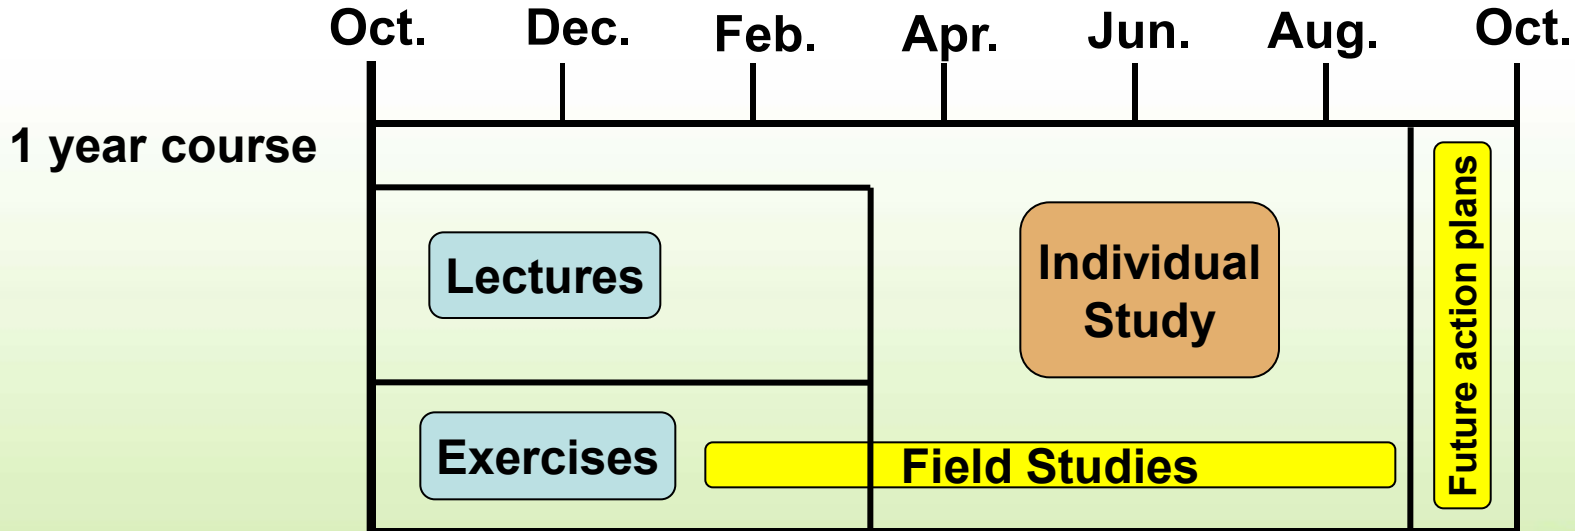 Oct. Dec. Feb. Apr. Jun. Aug. Oct.
1 year course
Lectures
Individual
Study
Future action plans
Exercises
Field Studies